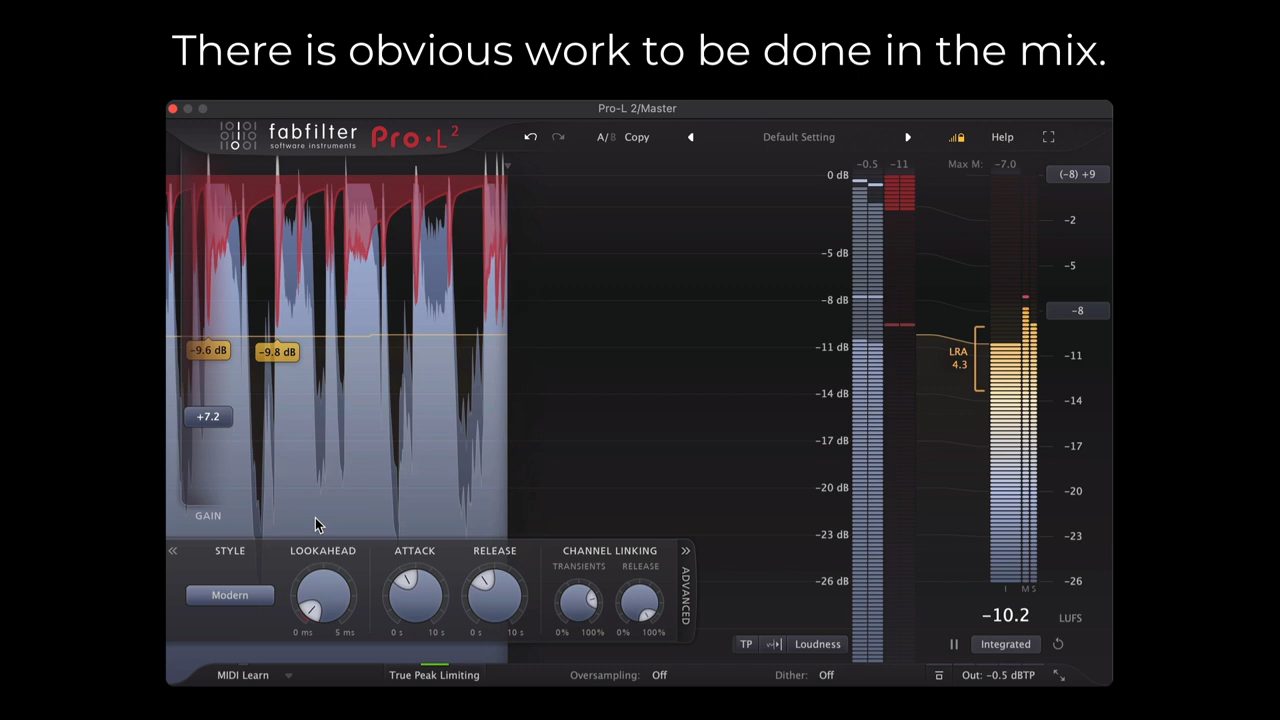 There is obvious work to be done in the mix.
Pro-L 2/Master
fabfilter
software instruments
Pro·L 2
A/B Copy
Default Setting
Help
-0.5 -11
Max M: -7.0
0 dB
-5 dB
-8 dB
-11 dB
-14 dB
-17 dB
-20 dB
-23 dB
-26 dB
(-8) +9
-2
-5
-8
-11
-14
-17
-20
-23
-26
LRA
4.3
-9.6 dB
-9.8 dB
+7.2
GAIN
I M S
-10.2 LUFS
STYLE LOOKAHEAD ATTACK RELEASE CHANNEL LINKING
TRANSIENTS RELEASE
Modern
0 ms 5 ms 0 s 10 s 0 s 10 s 0% 100% 0% 100%
ADVANCED
TP Loudness Integrated
MIDI Learn True Peak Limiting Oversampling: Off Dither: Off Out: -0.5 dBTP